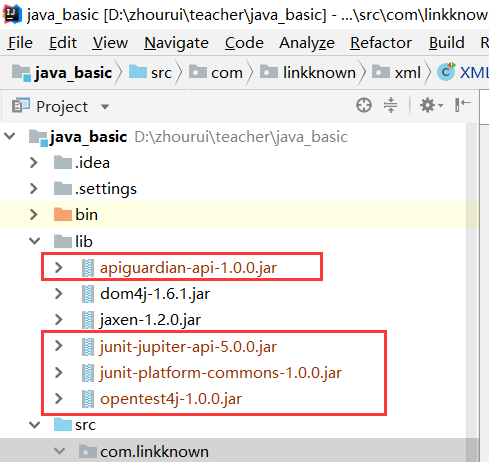 java_basic [D:\zhourui\teacher\java_basic] - ...\src\com\linkknown
File Edit View Navigate Code Analyze Refactor Build R
java_basic src com linkknown xml XML
Project
java_basic D:\zhourui\teacher\java_basic
.idea
.settings
bin
lib
apiguardian-api-1.0.0.jar
dom4j-1.6.1.jar
jaxen-1.2.0.jar
junit-jupiter-api-5.0.0.jar
junit-platform-commons-1.0.0.jar
opentest4j-1.0.0.jar
src
com.linkknown